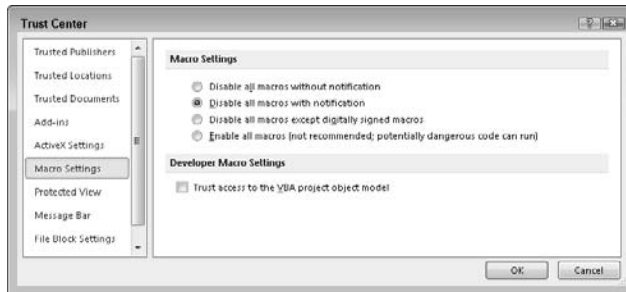 Trust Center
Trusted Publishers
Trusted Locations
Trusted Documents
Add-ins
ActiveX Settings
Macro Settings
Protected View
Message Bar
File Block Settings
Macro Settings
Disable all macros without notification
Disable all macros with notification
Disable all macros except digitally signed macros
Enable all macros (not recommended; potentially dangerous code can run)
Developer Macro Settings
Trust access to the VBA project object model
OK
Cancel